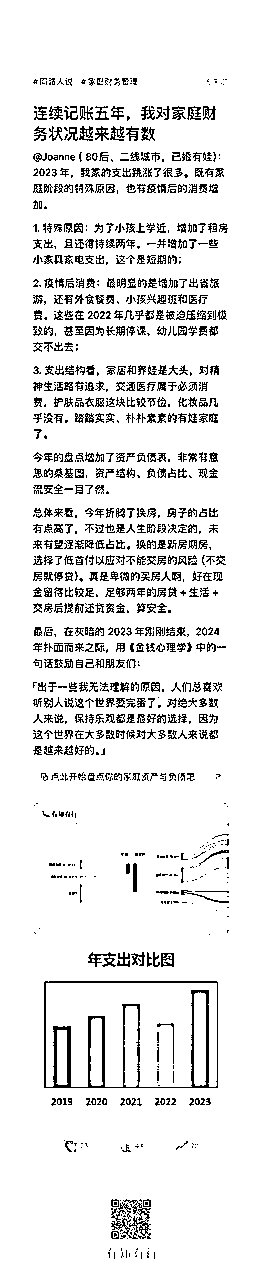 #家庭财务管理
连续记账五年，我对家庭财
务状况越来越有数
@Joanne（80后、二线城市，已婚有娃）：
2023 年，我家的支出跳涨了很多。既有家
庭阶段的特殊原因，也有疫情后的消费增
加。
1. 特殊原因：为了小孩上学近，增加了租房
支出，且还得持续两年。一并增加了一些
小家具家电支出，这个是短期的；
2. 疫情后消费：最明显的是增加了出省旅
游，还有外食餐费、小孩兴趣班和医疗
费。这些在 2022 年几乎都是被迫压缩到极
致的，甚至因为长期停课、幼儿园学费都
交不出去；
3. 支出结构看，家居和养娃是大头，对精
神生活略有追求，交通医疗属于必须消
费，护肤品衣服这块比较节俭，化妆品几
乎没有。踏踏实实、朴朴素素的有娃家庭
了。
今年的盘点增加了资产负债表，非常有意
思的桑基图，资产结构、负债占比、现金
流安全一目了然。
总体来看，今年折腾了换房，房子的占比
有点高了，不过也是人生阶段决定的，未
来有望逐渐降低占比。换的是新房期房，
选择了低首付以应对不能交房的风险（不交
房就停贷）。真是卑微的买房人啊，好在现
金留得比较足，足够两年的房贷 + 生活 +
交房后提前还贷资金，算安全。
最后，在灰暗的 2023 年刚刚结束，2024
年扑面而来之际，用《金钱心理学》中的一
句话鼓励自己和朋友们：
「出于一些我无法理解的原因，人们总喜欢
听别人说这个世界要完蛋了。对绝大多数
人来说，保持乐观都是最好的选择，因为
这个世界在大多数时候对大多数人来说都
是越来越好的。」
点此开始盘点你的家庭资产与负债吧
年支出对比图
2019 2020 2021 2022 2023
有知有行